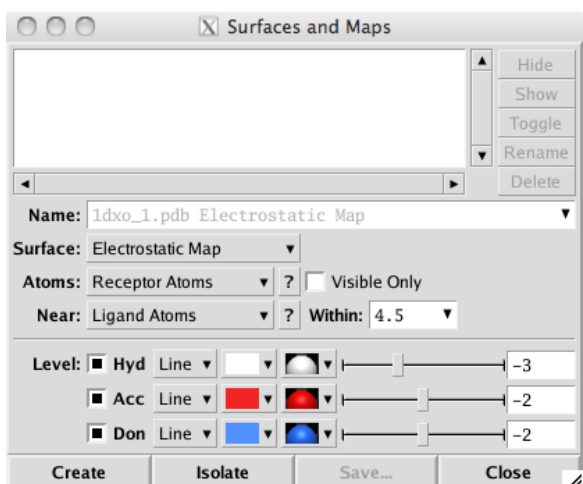 X Surfaces and Maps
Hide
Show
Toggle
Rename
Delete
Name: 1dxo_1.pdb Electrostatic Map
Surface: Electrostatic Map
Atoms: Receptor Atoms ? Visible Only
Near: Ligand Atoms ? Within: 4.5
Level: Hyd Line -3
Acc Line -2
Don Line -2
Create Isolate Save... Close